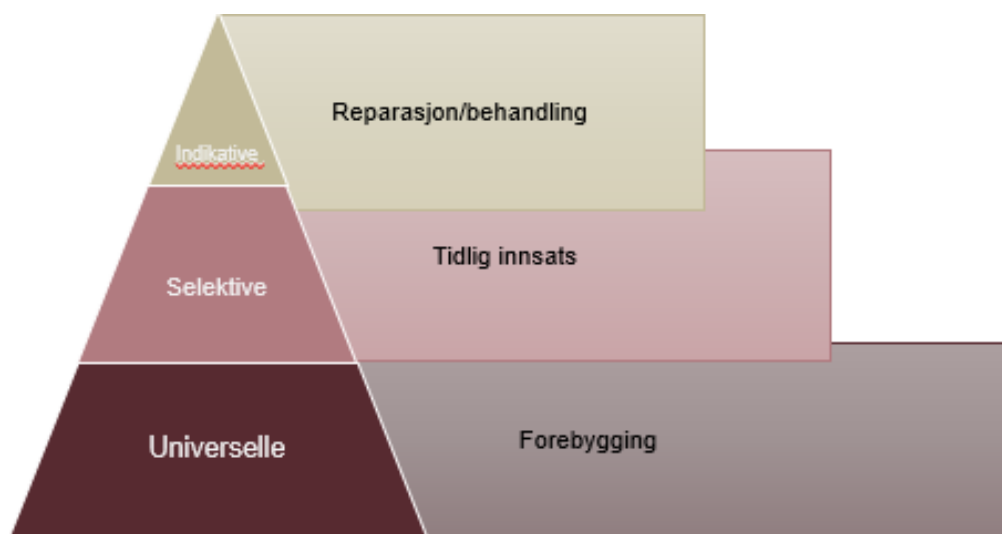 Reparasjon/behandling
Indikative
Tidlig innsats
Selektive
Forebygging
Universelle